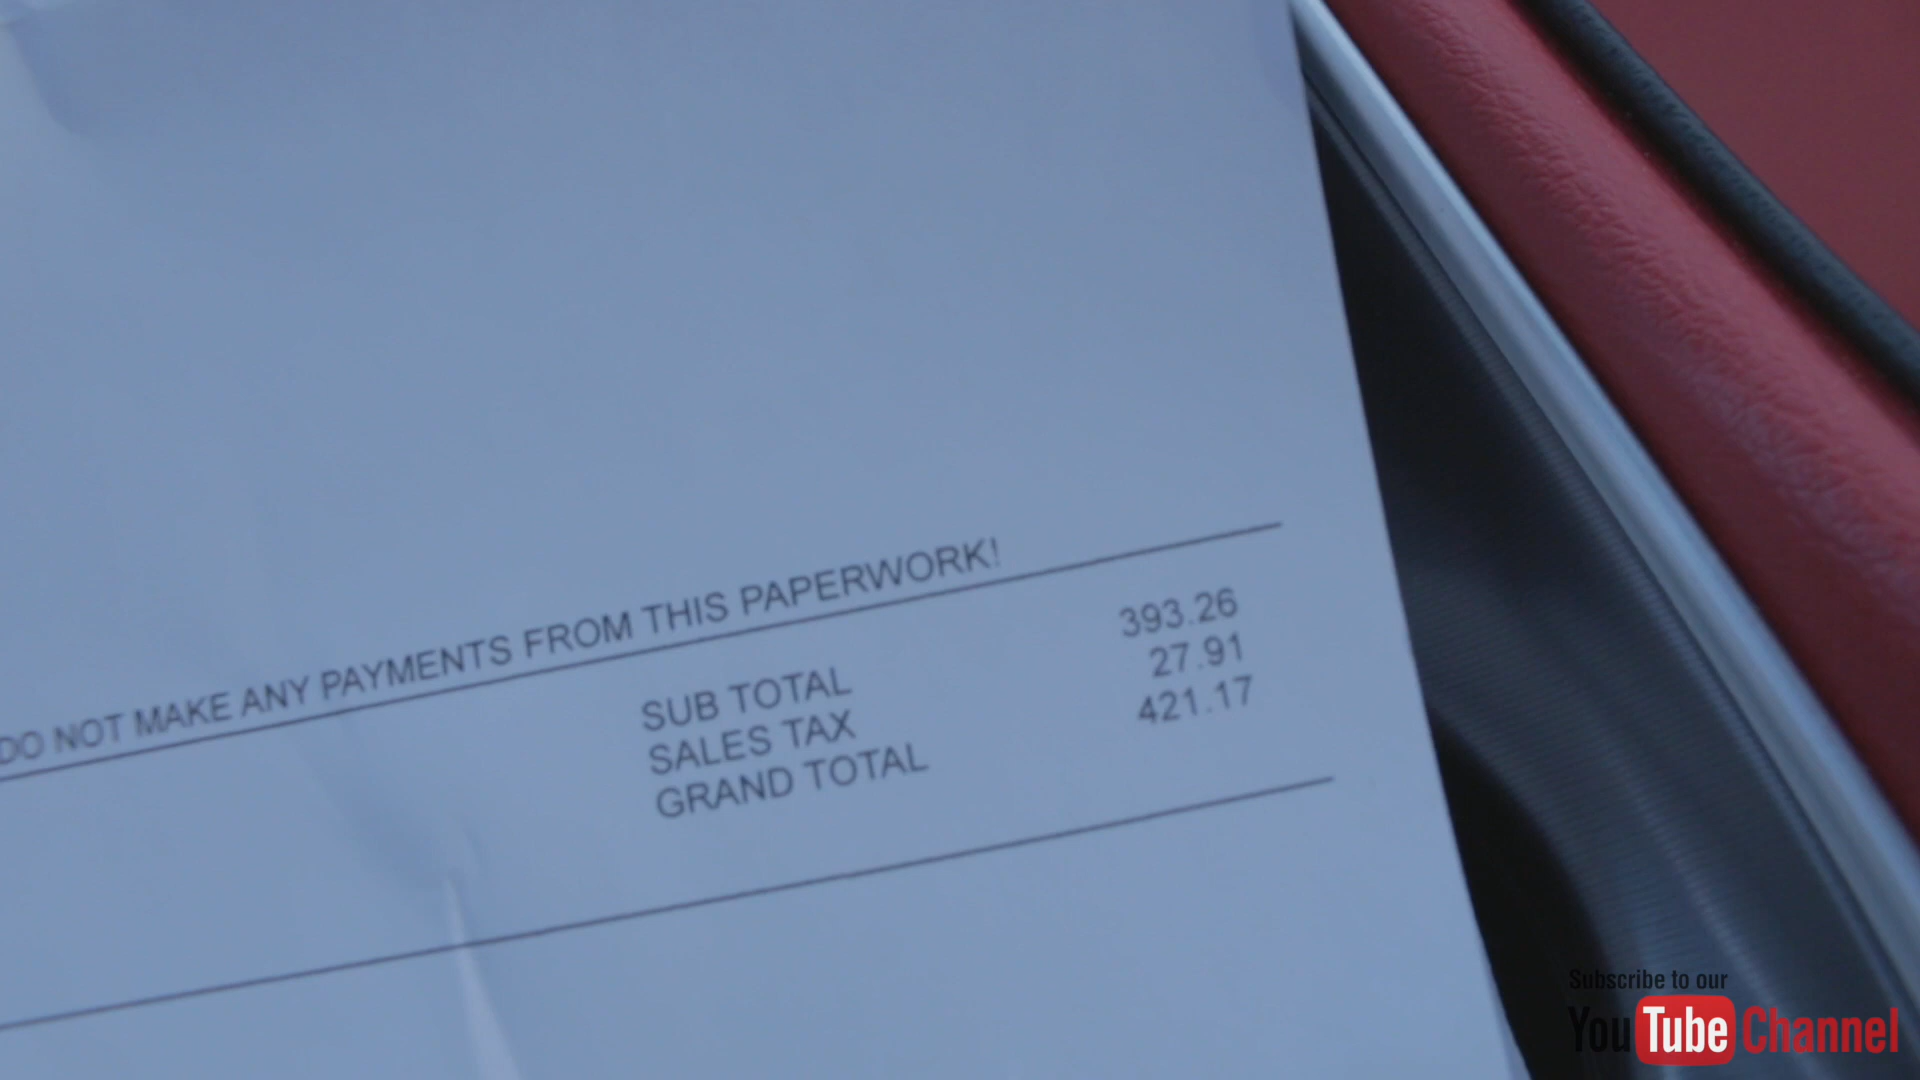 DO NOT MAKE ANY PAYMENTS FROM THIS PAPERWORK!
SUB TOTAL 393.26
SALES TAX 27.91
GRAND TOTAL 421.17
Subscribe to our
YouTube Channel